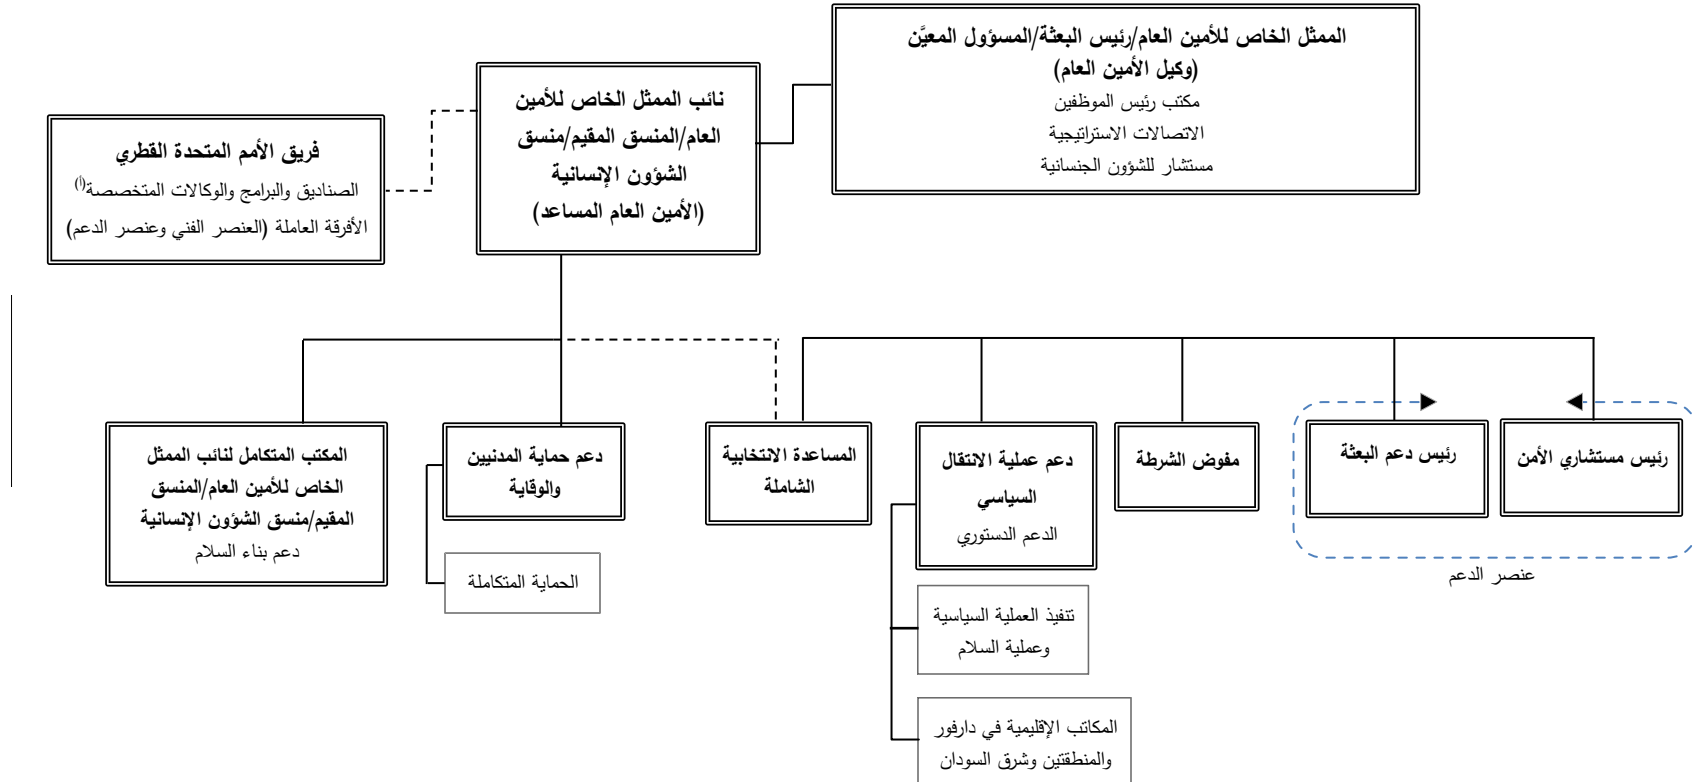 الممثل الخاص للأمين العام/رئيس البعثة/المسؤول المعيَّن
(وكيل الأمين العام)
مكتب رئيس الموظفين
الاتصالات الاستراتيجية
مستشار للشؤون الجنسانية
نائب الممثل الخاص للأمين
العام/المنسق المقيم/منسق
الشؤون الإنسانية
(الأمين العام المساعد)
فريق الأمم المتحدة القطري
الصناديق والبرامج والوكالات المتخصصة(أ)
الأفرقة العاملة (العنصر الفني وعنصر الدعم)
رئيس مستشاري الأمن
رئيس دعم البعثة
عنصر الدعم
مفوض الشرطة
دعم عملية الانتقال
السياسي
الدعم الدستوري
تنفيذ العملية السياسية
وعملية السلام
المكاتب الإقليمية في دارفور
والمنطقتين وشرق السودان
المساعدة الانتخابية
الشاملة
دعم حماية المدنيين
والوقاية
الحماية المتكاملة
المكتب المتكامل لنائب الممثل
الخاص للأمين العام/المنسق
المقيم/منسق الشؤون الإنسانية
دعم بناء السلام